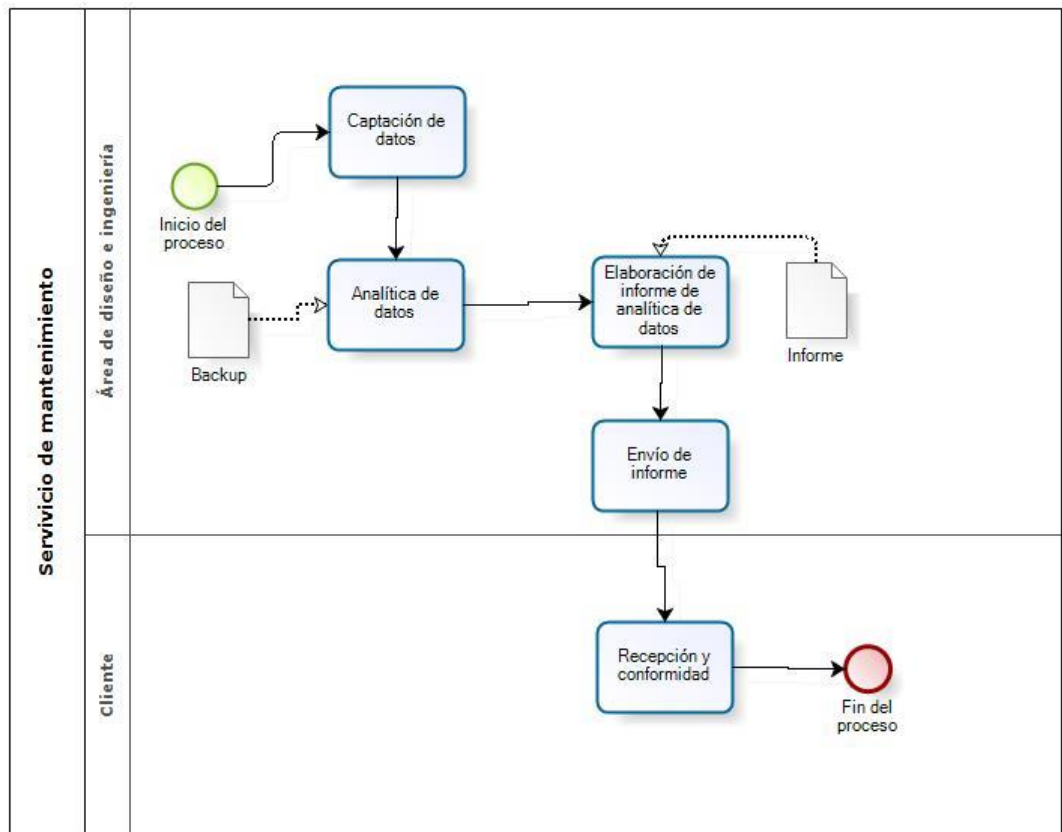 Servivicio de mantenimiento
Área de diseño e ingeniería
Captación de
datos
Inicio del
proceso
Analítica de
datos
Backup
Elaboración de
informe de
analítica de
datos
Informe
Envío de
informe
Cliente
Recepción y
conformidad
Fin del
proceso